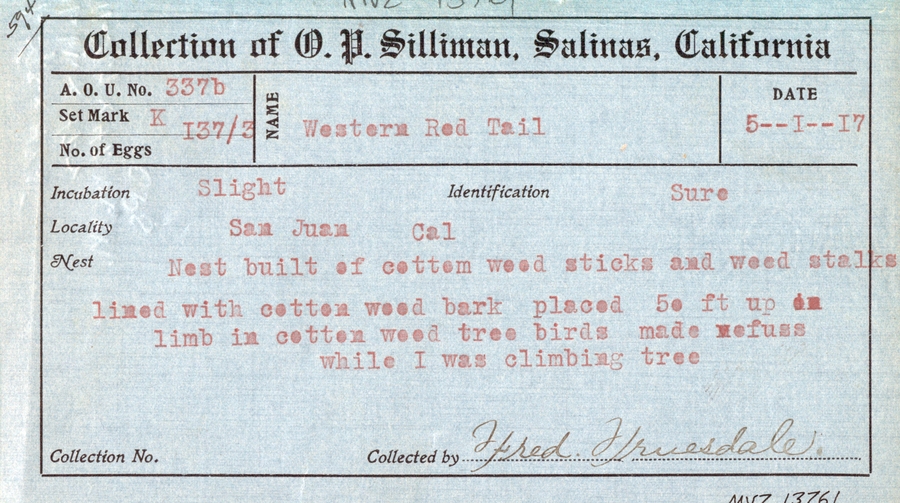 594
MVZ 13761
Collection of O. P. Silliman, Salinas, California
A. O. U. No. 337b
Set Mark K
137/3
No. of Eggs
NAME
Western Red Tail
DATE
5--I--17
Incubation Slight Identification Sure
Locality San Juan Cal
Nest Nest built of cotton wood sticks and weed stalks
lined with cotton wood bark placed 50 ft up on
limb in cotton wood tree birds made nofuss
while I was climbing tree
Collection No. Collected by Fred. Truesdale.
MVZ 13761